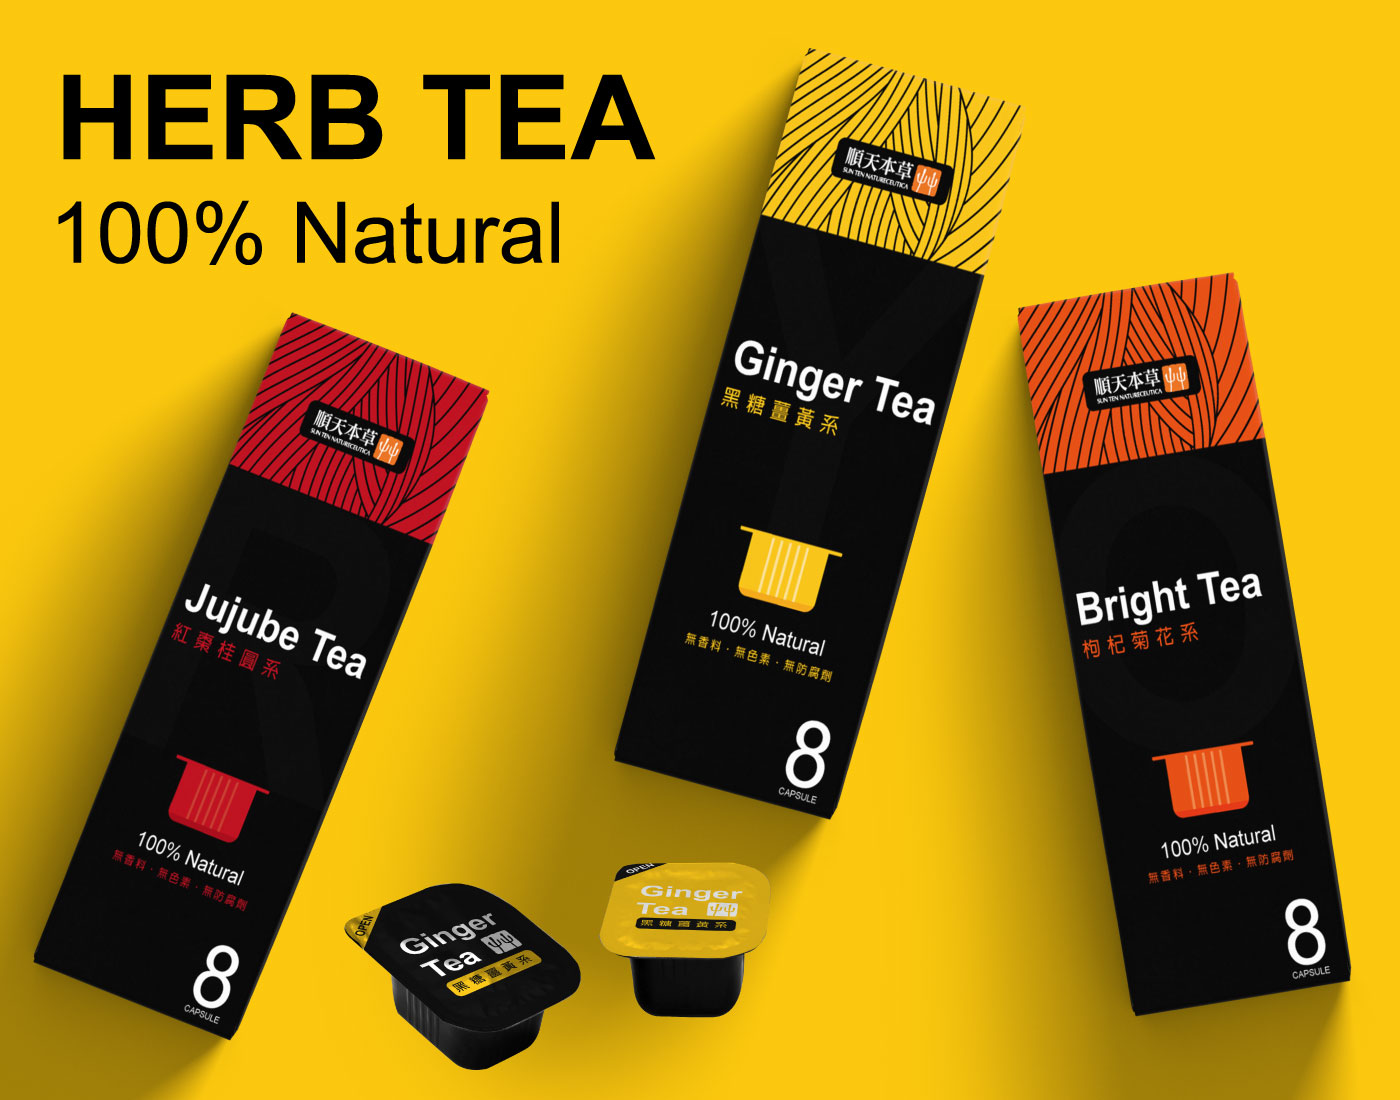 HERB TEA
100% Natural
順天本草
SUN TEN NATURECEUTICA
Jujube Tea
紅棗桂圓系
100% Natural
無香料・無色素・無防腐劑
8
CAPSULE
順天本草
SUN TEN NATURECEUTICA
Ginger Tea
黑糖薑黃系
100% Natural
無香料・無色素・無防腐劑
8
CAPSULE
順天本草
SUN TEN NATURECEUTICA
Bright Tea
枸杞菊花系
100% Natural
無香料・無色素・無防腐劑
8
CAPSULE
OPEN
Ginger
Tea
黑糖薑黃系
OPEN
Ginger
Tea
黑糖薑黃系